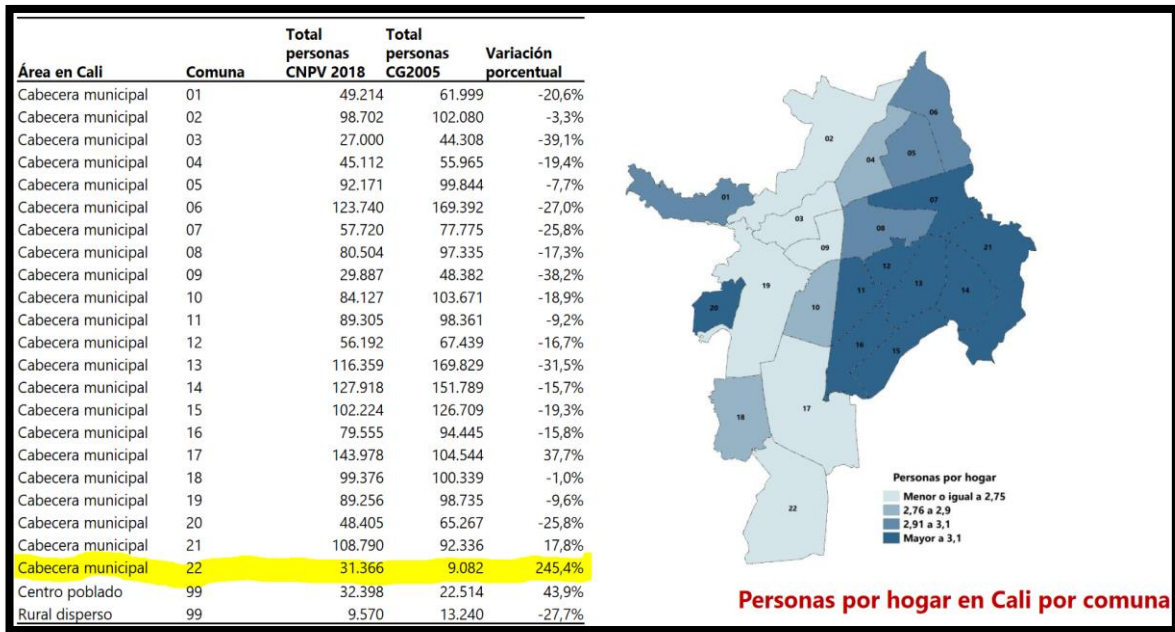 Área en Cali Comuna Total personas CNPV 2018 Total personas CG2005 Variación porcentual
Cabecera municipal 01 49.214 61.999 -20,6%
Cabecera municipal 02 98.702 102.080 -3,3%
Cabecera municipal 03 27.000 44.308 -39,1%
Cabecera municipal 04 45.112 55.965 -19,4%
Cabecera municipal 05 92.171 99.844 -7,7%
Cabecera municipal 06 123.740 169.392 -27,0%
Cabecera municipal 07 57.720 77.775 -25,8%
Cabecera municipal 08 80.504 97.335 -17,3%
Cabecera municipal 09 29.887 48.382 -38,2%
Cabecera municipal 10 84.127 103.671 -18,9%
Cabecera municipal 11 89.305 98.361 -9,2%
Cabecera municipal 12 56.192 67.439 -16,7%
Cabecera municipal 13 116.359 169.829 -31,5%
Cabecera municipal 14 127.918 151.789 -15,7%
Cabecera municipal 15 102.224 126.709 -19,3%
Cabecera municipal 16 79.555 94.445 -15,8%
Cabecera municipal 17 143.978 104.544 37,7%
Cabecera municipal 18 99.376 100.339 -1,0%
Cabecera municipal 19 89.256 98.735 -9,6%
Cabecera municipal 20 48.405 65.267 -25,8%
Cabecera municipal 21 108.790 92.336 17,8%
Cabecera municipal 22 31.366 9.082 245,4%
Centro poblado 99 32.398 22.514 43,9%
Rural disperso 99 9.570 13.240 -27,7%
06
02
05
04
01
07
03
08
09
21
12
19
13
14
11
10
20
16
15
17
18
22
Personas por hogar
Menor o igual a 2,75
2,76 a 2,9
2,91 a 3,1
Mayor a 3,1
Personas por hogar en Cali por comuna